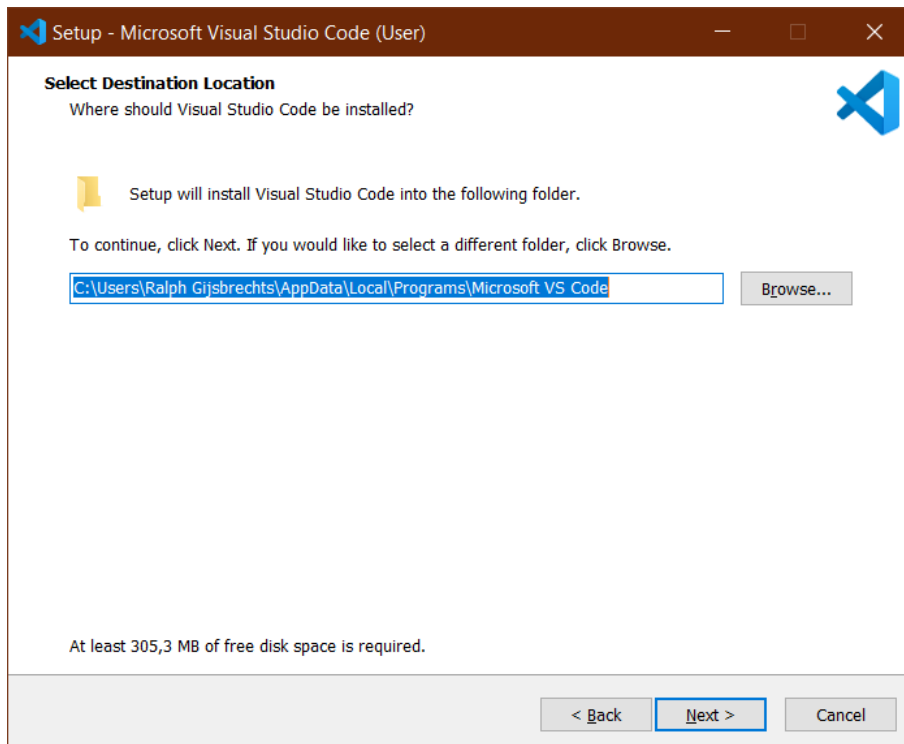 Setup - Microsoft Visual Studio Code (User)
Select Destination Location
Where should Visual Studio Code be installed?
Setup will install Visual Studio Code into the following folder.
To continue, click Next. If you would like to select a different folder, click Browse.
C:\Users\Ralph Gijsbrechts\AppData\Local\Programs\Microsoft VS Code
Browse...
At least 305,3 MB of free disk space is required.
< Back
Next >
Cancel